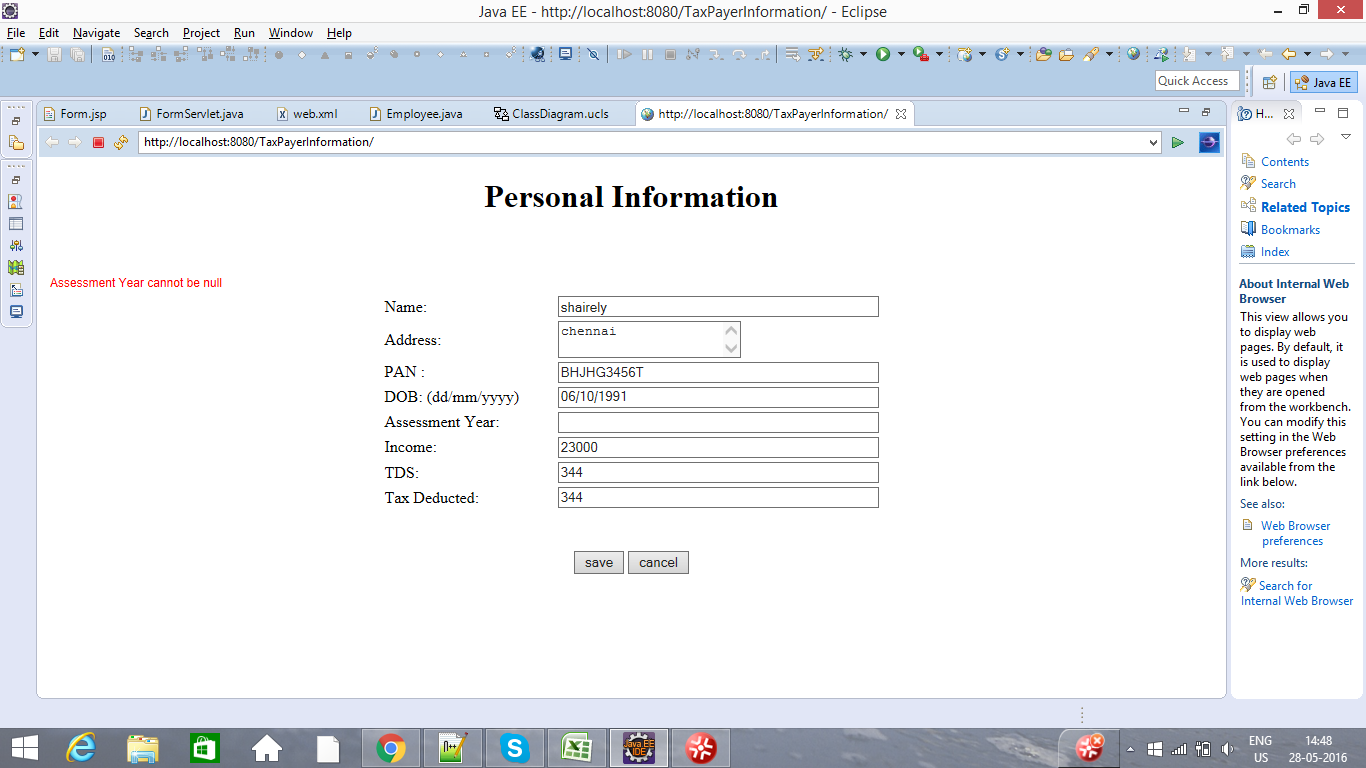 Java EE - http://localhost:8080/TaxPayerInformation/ - Eclipse
File Edit Navigate Search Project Run Window Help
010
Quick Access
Java EE
Form.jsp FormServlet.java web.xml Employee.java ClassDiagram.ucls http://localhost:8080/TaxPayerInformation/ H...
http://localhost:8080/TaxPayerInformation/
Personal Information
Assessment Year cannot be null
Name: shairely
Address: chennai
PAN : BHJHG3456T
DOB: (dd/mm/yyyy) 06/10/1991
Assessment Year:
Income: 23000
TDS: 344
Tax Deducted: 344
save cancel
Contents
Search
Related Topics
Bookmarks
Index
About Internal Web
Browser
This view allows you
to display web
pages. By default, it
is used to display
web pages when
they are opened
from the workbench.
You can modify this
setting in the Web
Browser preferences
available from the
link below.
See also:
Web Browser
preferences
More results:
Search for
Internal Web Browser
Java EE
IDE
ENG
US
14:48
28-05-2016